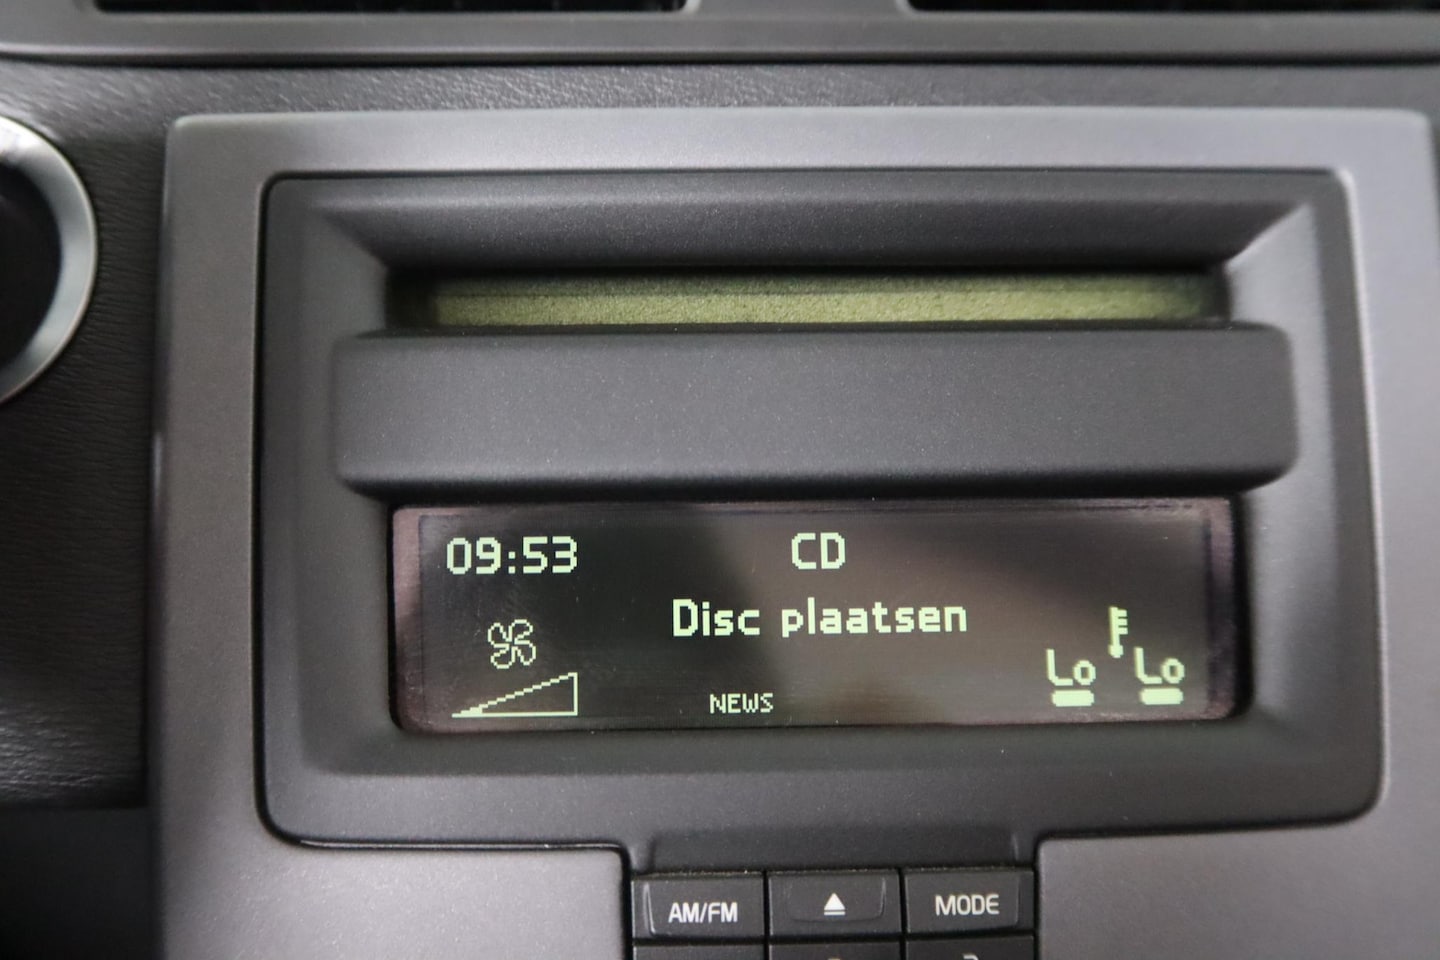 09:53
CD
Disc plaatsen
Lo
Lo
NEWS
AM/FM
MODE